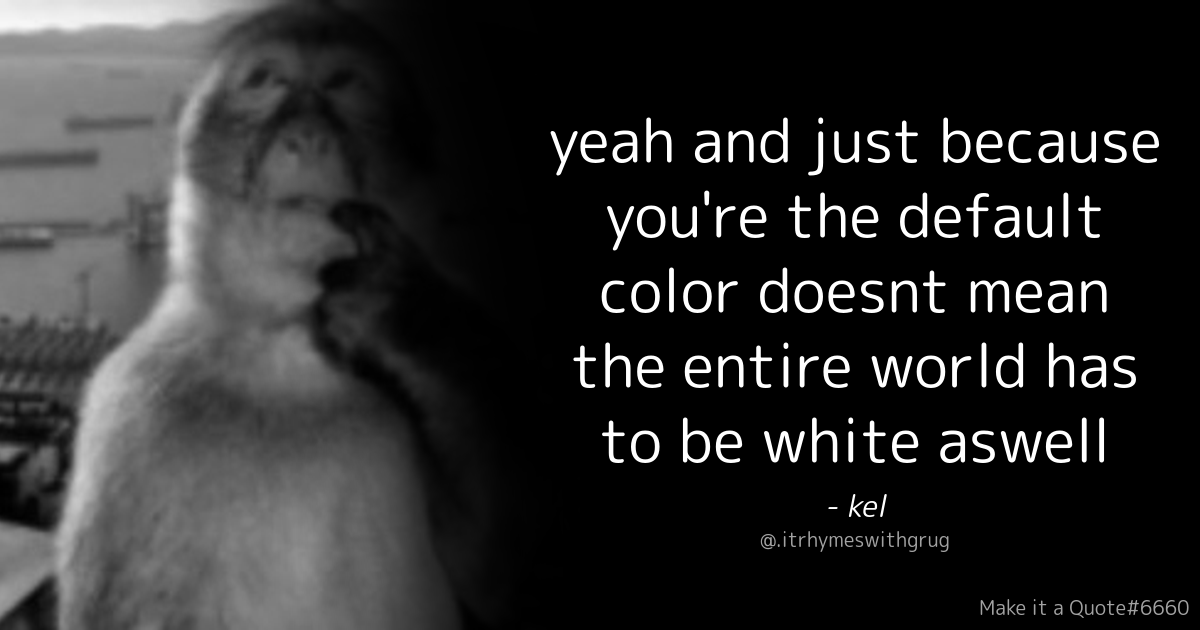 yeah and just because
you're the default
color doesnt mean
the entire world has
to be white aswell
- kel
@.itrhymeswithgrug
Make it a Quote#6660